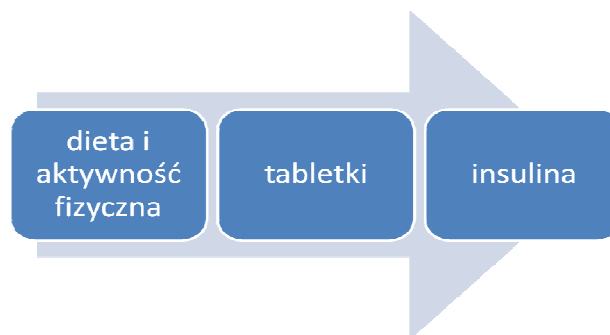 dieta i
aktywność
fizyczna
tabletki
insulina